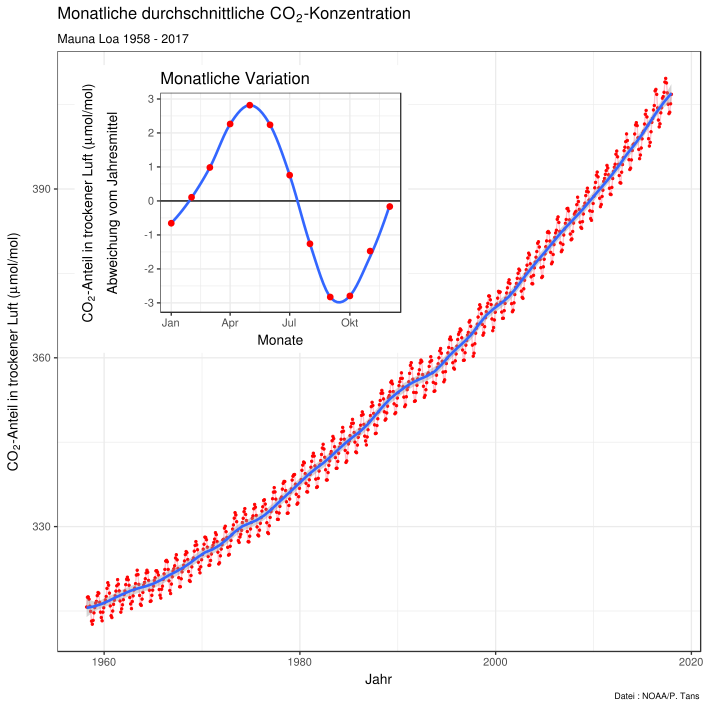 Monatliche durchschnittliche CO₂-Konzentration
Mauna Loa 1958 - 2017
Monatliche Variation
CO₂-Anteil in trockener Luft (μmol/mol)
Abweichung vom Jahresmittel
3
2
1
0
-1
-2
-3
Jan Apr Jul Okt
Monate
CO₂-Anteil in trockener Luft (μmol/mol)
390
360
330
1960 1980 2000 2020
Jahr
Datei : NOAA/P. Tans